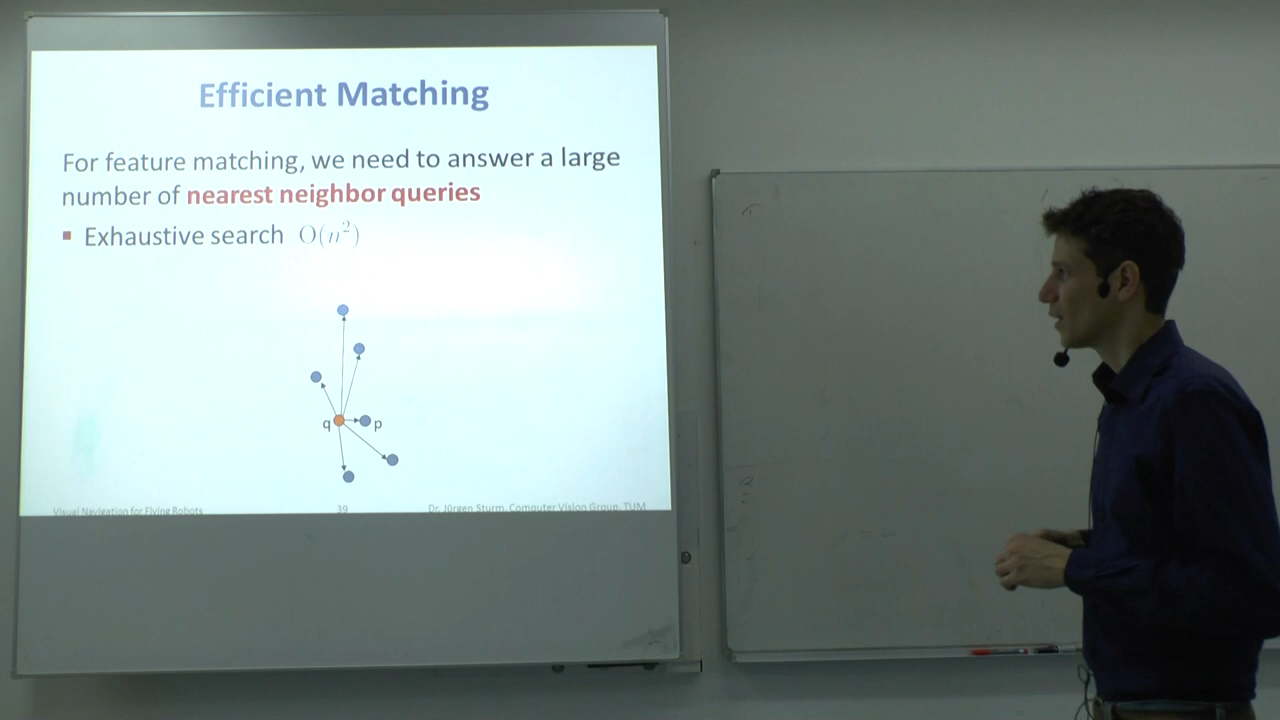 Efficient Matching
For feature matching, we need to answer a large
number of nearest neighbor queries
▪ Exhaustive search O(n²)
q p
Visual Navigation for Flying Robots 39 Dr. Jürgen Sturm, Computer Vision Group, TUM